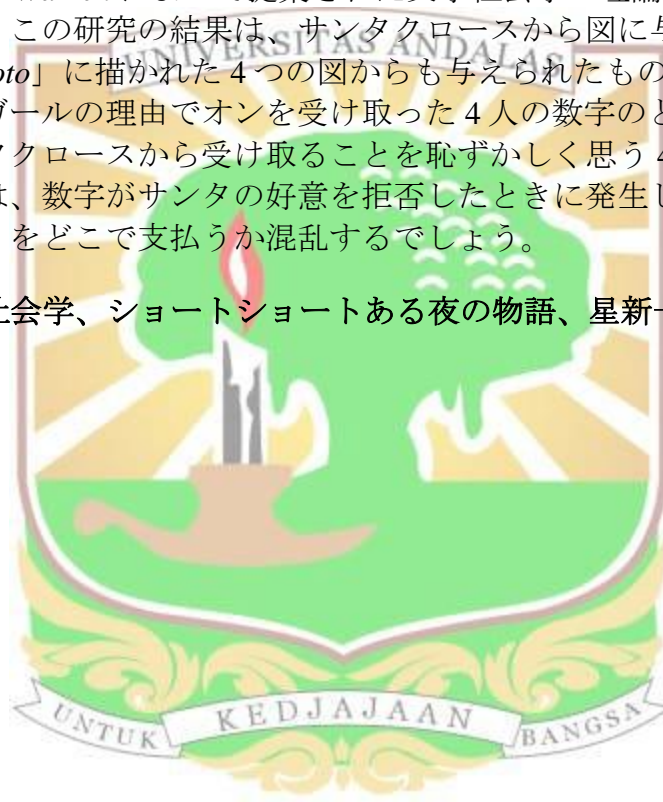 この研究の結果は、サンタクロースから図に与
UNIVERSITAS ANDALAS
oto」に描かれた 4 つの図からも与えられたもの
ールの理由でオンを受け取った 4 人の数字のと
クロースから受け取ることを恥ずかしく思う 4
は、数字がサンタの好意を拒否したときに発生し
をどこで支払うか混乱するでしょう。
会学、ショートショートある夜の物語、星新一
UNTUK KEDJAJAAN BANGSA